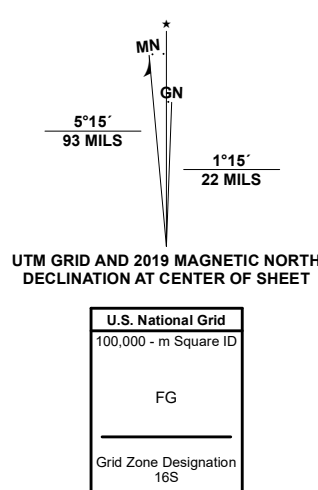 MN
GN
5°15´
93 MILS
1°15´
22 MILS
UTM GRID AND 2019 MAGNETIC NORTH
DECLINATION AT CENTER OF SHEET
U.S. National Grid
100,000 - m Square ID
FG
Grid Zone Designation
16S